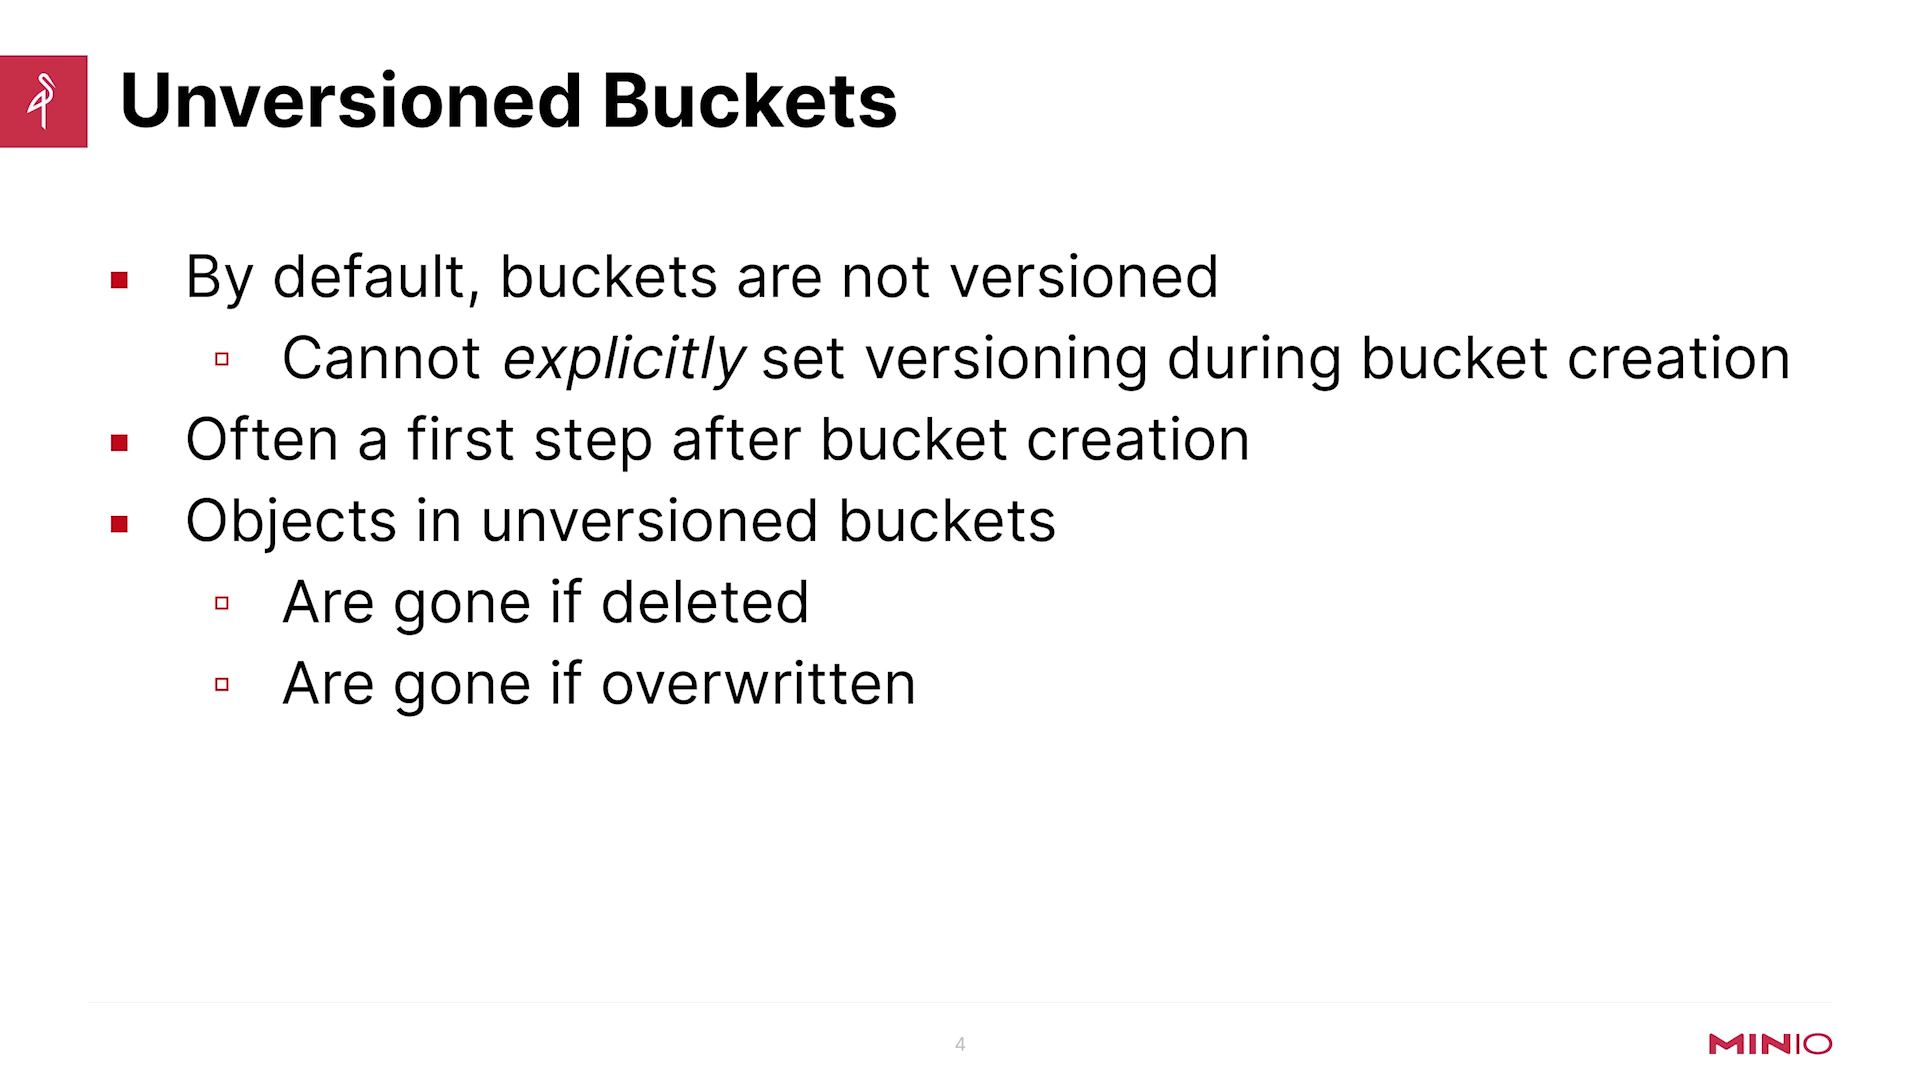 Unversioned Buckets
By default, buckets are not versioned
Cannot explicitly set versioning during bucket creation
Often a first step after bucket creation
Objects in unversioned buckets
Are gone if deleted
Are gone if overwritten
4
MINIO